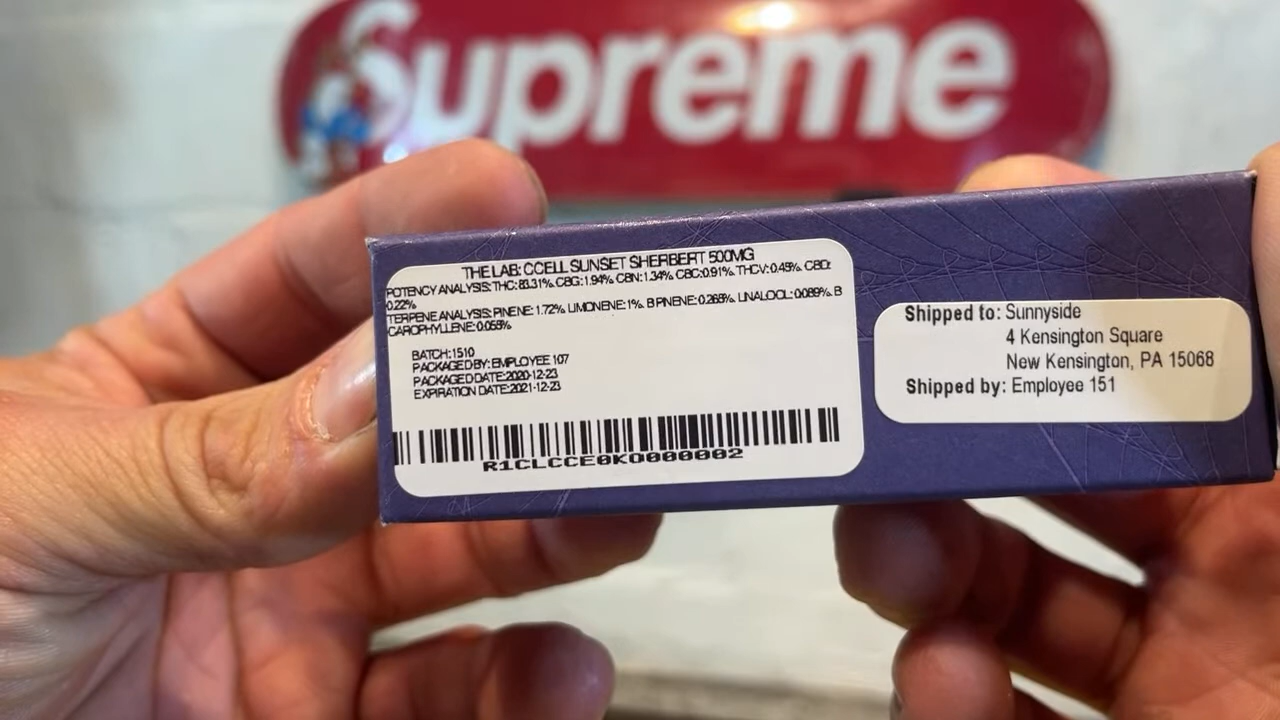 Supreme
THE LAB: CCELL SUNSET SHERBERT 500MG
POTENCY ANALYSIS: THC: 83.31%. CBG: 1.94%. CBN: 1.34%. CBC: 0.91%. THCV: 0.45%. CBD:
0.22%
TERPENE ANALYSIS: PINENE: 1.72%. LIMONENE: 1%. B PINENE: 0.268%. LINALOOL: 0.089%. B
CAROPHYLLENE: 0.055%
BATCH: 1510
PACKAGED BY: EMPLOYEE 107
PACKAGED DATE: 2020-12-23
EXPIRATION DATE: 2021-12-23
R1CLCCE0KO000002
Shipped to: Sunnyside
4 Kensington Square
New Kensington, PA 15068
Shipped by: Employee 151